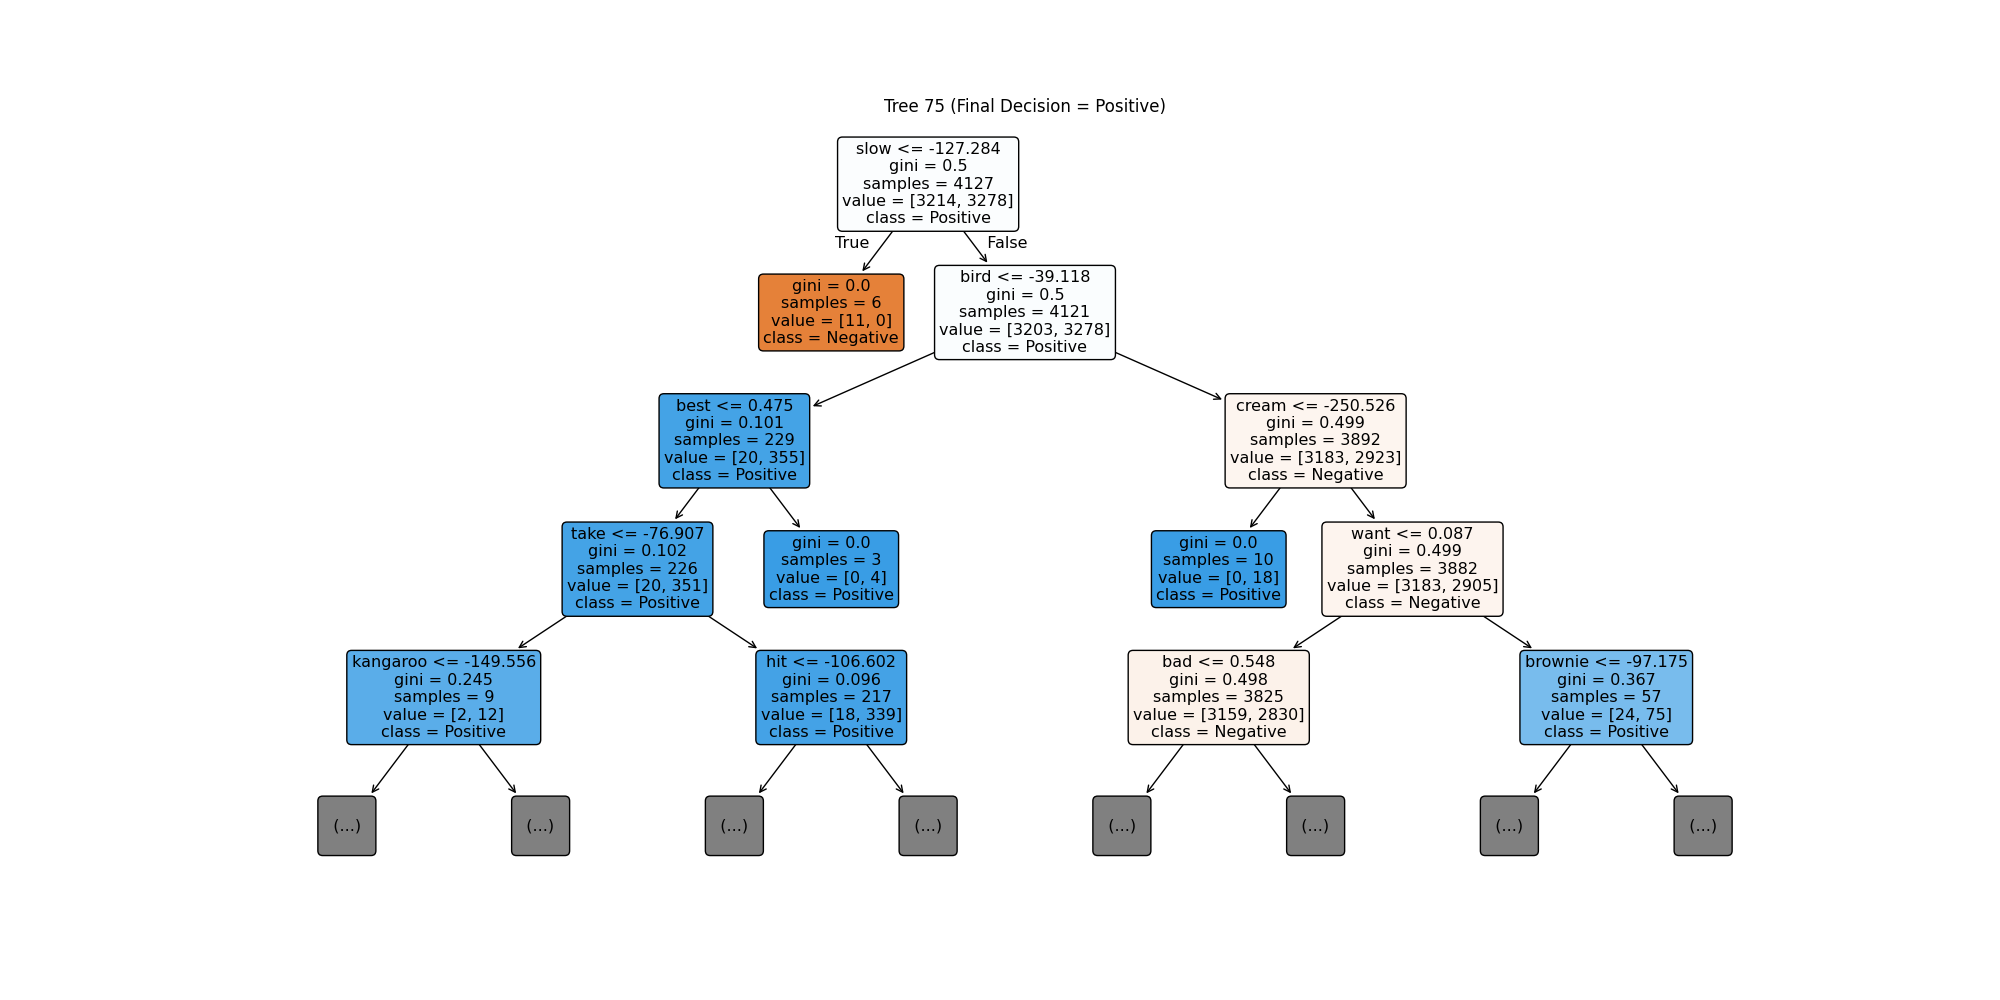 Tree 75 (Final Decision = Positive)
slow <= -127.284
gini = 0.5
samples = 4127
value = [3214, 3278]
class = Positive
True
False
gini = 0.0
samples = 6
value = [11, 0]
class = Negative
bird <= -39.118
gini = 0.5
samples = 4121
value = [3203, 3278]
class = Positive
best <= 0.475
gini = 0.101
samples = 229
value = [20, 355]
class = Positive
cream <= -250.526
gini = 0.499
samples = 3892
value = [3183, 2923]
class = Negative
take <= -76.907
gini = 0.102
samples = 226
value = [20, 351]
class = Positive
gini = 0.0
samples = 3
value = [0, 4]
class = Positive
gini = 0.0
samples = 10
value = [0, 18]
class = Positive
want <= 0.087
gini = 0.499
samples = 3882
value = [3183, 2905]
class = Negative
kangaroo <= -149.556
gini = 0.245
samples = 9
value = [2, 12]
class = Positive
hit <= -106.602
gini = 0.096
samples = 217
value = [18, 339]
class = Positive
bad <= 0.548
gini = 0.498
samples = 3825
value = [3159, 2830]
class = Negative
brownie <= -97.175
gini = 0.367
samples = 57
value = [24, 75]
class = Positive
(...)
(...)
(...)
(...)
(...)
(...)
(...)
(...)